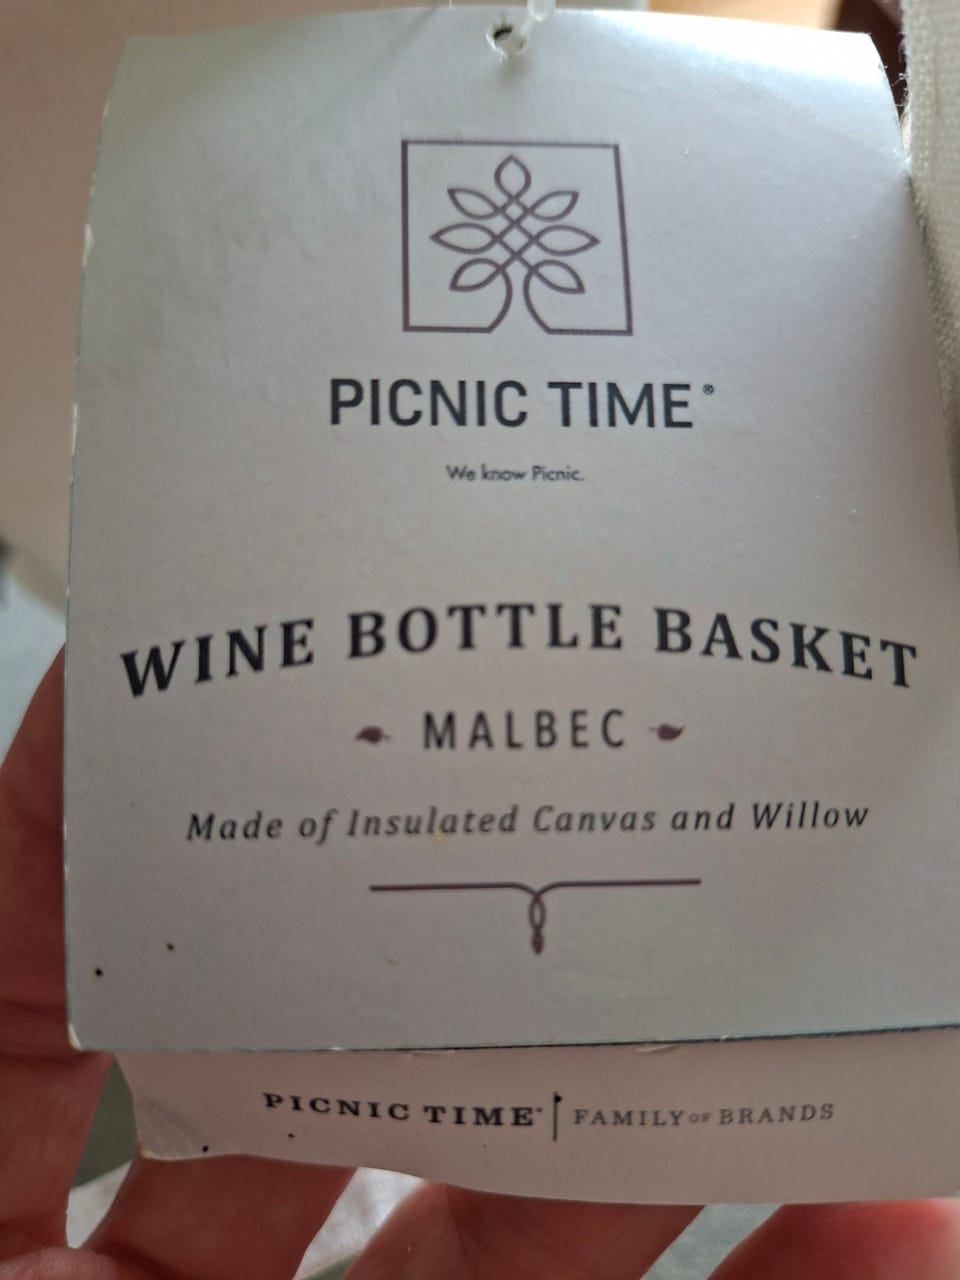 PICNIC TIME®
We know Picnic.
WINE BOTTLE BASKET
MALBEC
Made of Insulated Canvas and Willow
PICNIC TIME® | FAMILY OF BRANDS